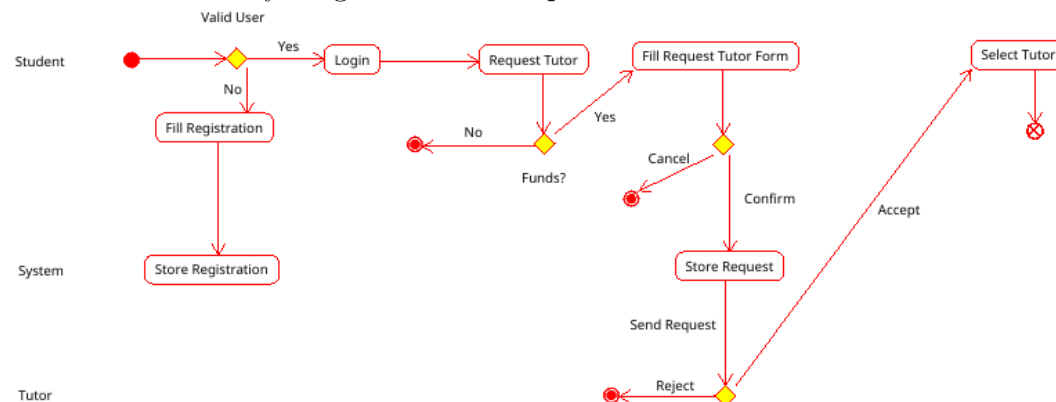 Valid User
Student
Yes
Login
Request Tutor
Fill Request Tutor Form
Select Tutor
No
Fill Registration
No
Yes
Funds?
Cancel
Confirm
Accept
System
Store Registration
Store Request
Send Request
Reject
Tutor